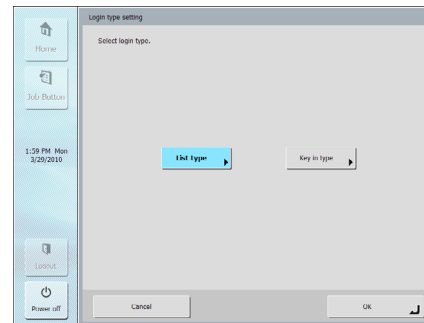 Login type setting
Select login type.
Home
Job Button
1:59 PM Mon
3/29/2010
List type
Key in type
Logout
Power off
Cancel
OK